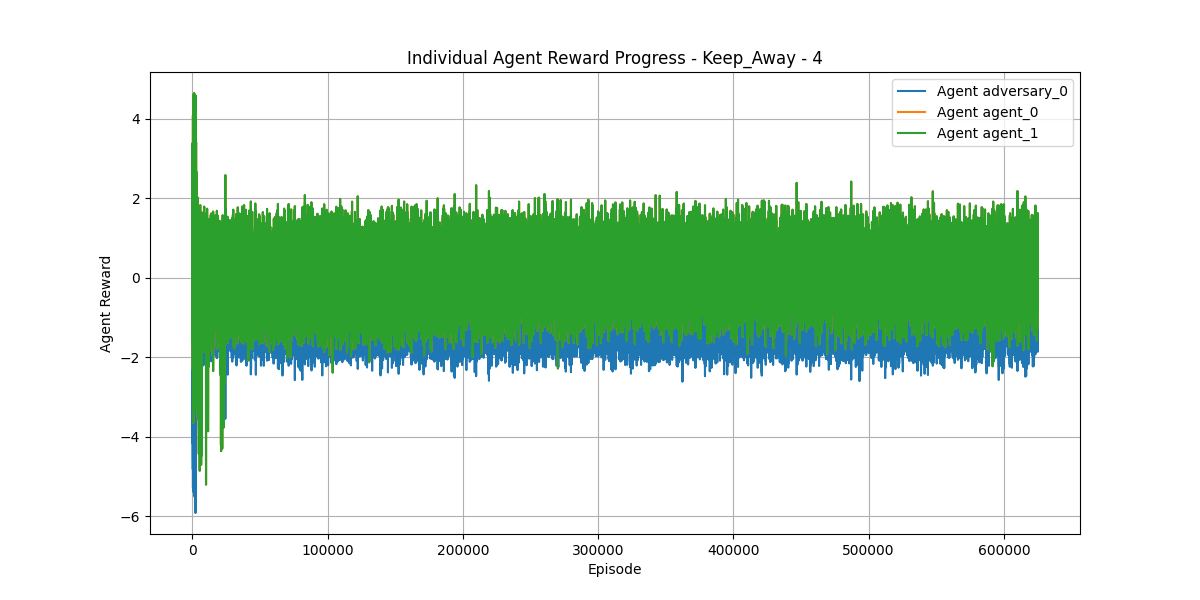 Individual Agent Reward Progress - Keep_Away - 4
Agent adversary_0
Agent agent_0
Agent agent_1
Agent Reward
4
2
0
−2
−4
−6
0
100000
200000
300000
400000
500000
600000
Episode